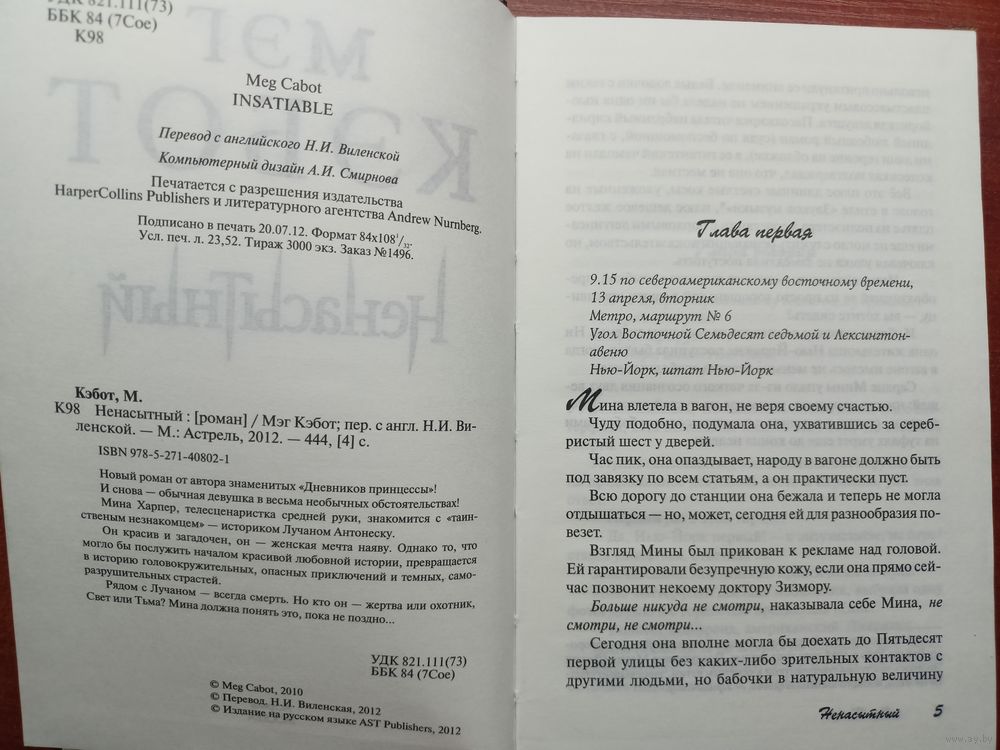 УДК 821.111(73)
ББК 84 (7Сое)
К98
Meg Cabot
INSATIABLE
Перевод с английского Н.И. Виленской
Компьютерный дизайн А.И. Смирнова
Печатается с разрешения издательства
HarperCollins Publishers и литературного агентства Andrew Nurnberg.
Подписано в печать 20.07.12. Формат 84x108 1/32.
Усл. печ. л. 23,52. Тираж 3000 экз. Заказ №1496.
Кэбот, М.
К98 Ненасытный : [роман] / Мэг Кэбот; пер. с англ. Н.И. Ви-
ленской. — М.: Астрель, 2012. — 444, [4] с.
ISBN 978-5-271-40802-1
Новый роман от автора знаменитых «Дневников принцессы»!
И снова — обычная девушка в весьма необычных обстоятельствах!
Мина Харпер, телесценаристка средней руки, знакомится с «таин-
ственым незнакомцем» — историком Лучаном Антонеску.
Он красив и загадочен, он — женская мечта наяву. Однако то, что
могло бы послужить началом красивой любовной истории, превращается
в историю головокружительных, опасных приключений и темных, само-
разрушительных страстей.
Рядом с Лучаном — всегда смерть. Но кто он — жертва или охотник,
Свет или Тьма? Мина должна понять это, пока не поздно...
УДК 821.111(73)
ББК 84 (7Сое)
© Meg Cabot, 2010
© Перевод. Н.И. Виленская, 2012
© Издание на русском языке AST Publishers, 2012
Глава первая
9.15 по североамериканскому восточному времени,
13 апреля, вторник
Метро, маршрут № 6
Угол Восточной Семьдесят седьмой и Лексингтон-
авеню
Нью-Йорк, штат Нью-Йорк
Мина влетела в вагон, не веря своему счастью.
Чуду подобно, подумала она, ухватившись за сереб-
ристый шест у дверей.
Час пик, она опаздывает, народу в вагоне должно быть
под завязку по всем статьям, а он практически пуст.
Всю дорогу до станции она бежала и теперь не могла
отдышаться — но, может, сегодня ей для разнообразия по-
везет.
Взгляд Мины был прикован к рекламе над головой.
Ей гарантировали безупречную кожу, если она прямо сей-
час позвонит некоему доктору Зизмору.
Больше никуда не смотри, наказывала себе Мина, не
смотри, не смотри...
Сегодня она вполне могла бы доехать до Пятьдесят
первой улицы без каких-либо зрительных контактов с
другими людьми, но бабочки в натуральную величину
Ненасытный 5
www.ay.by